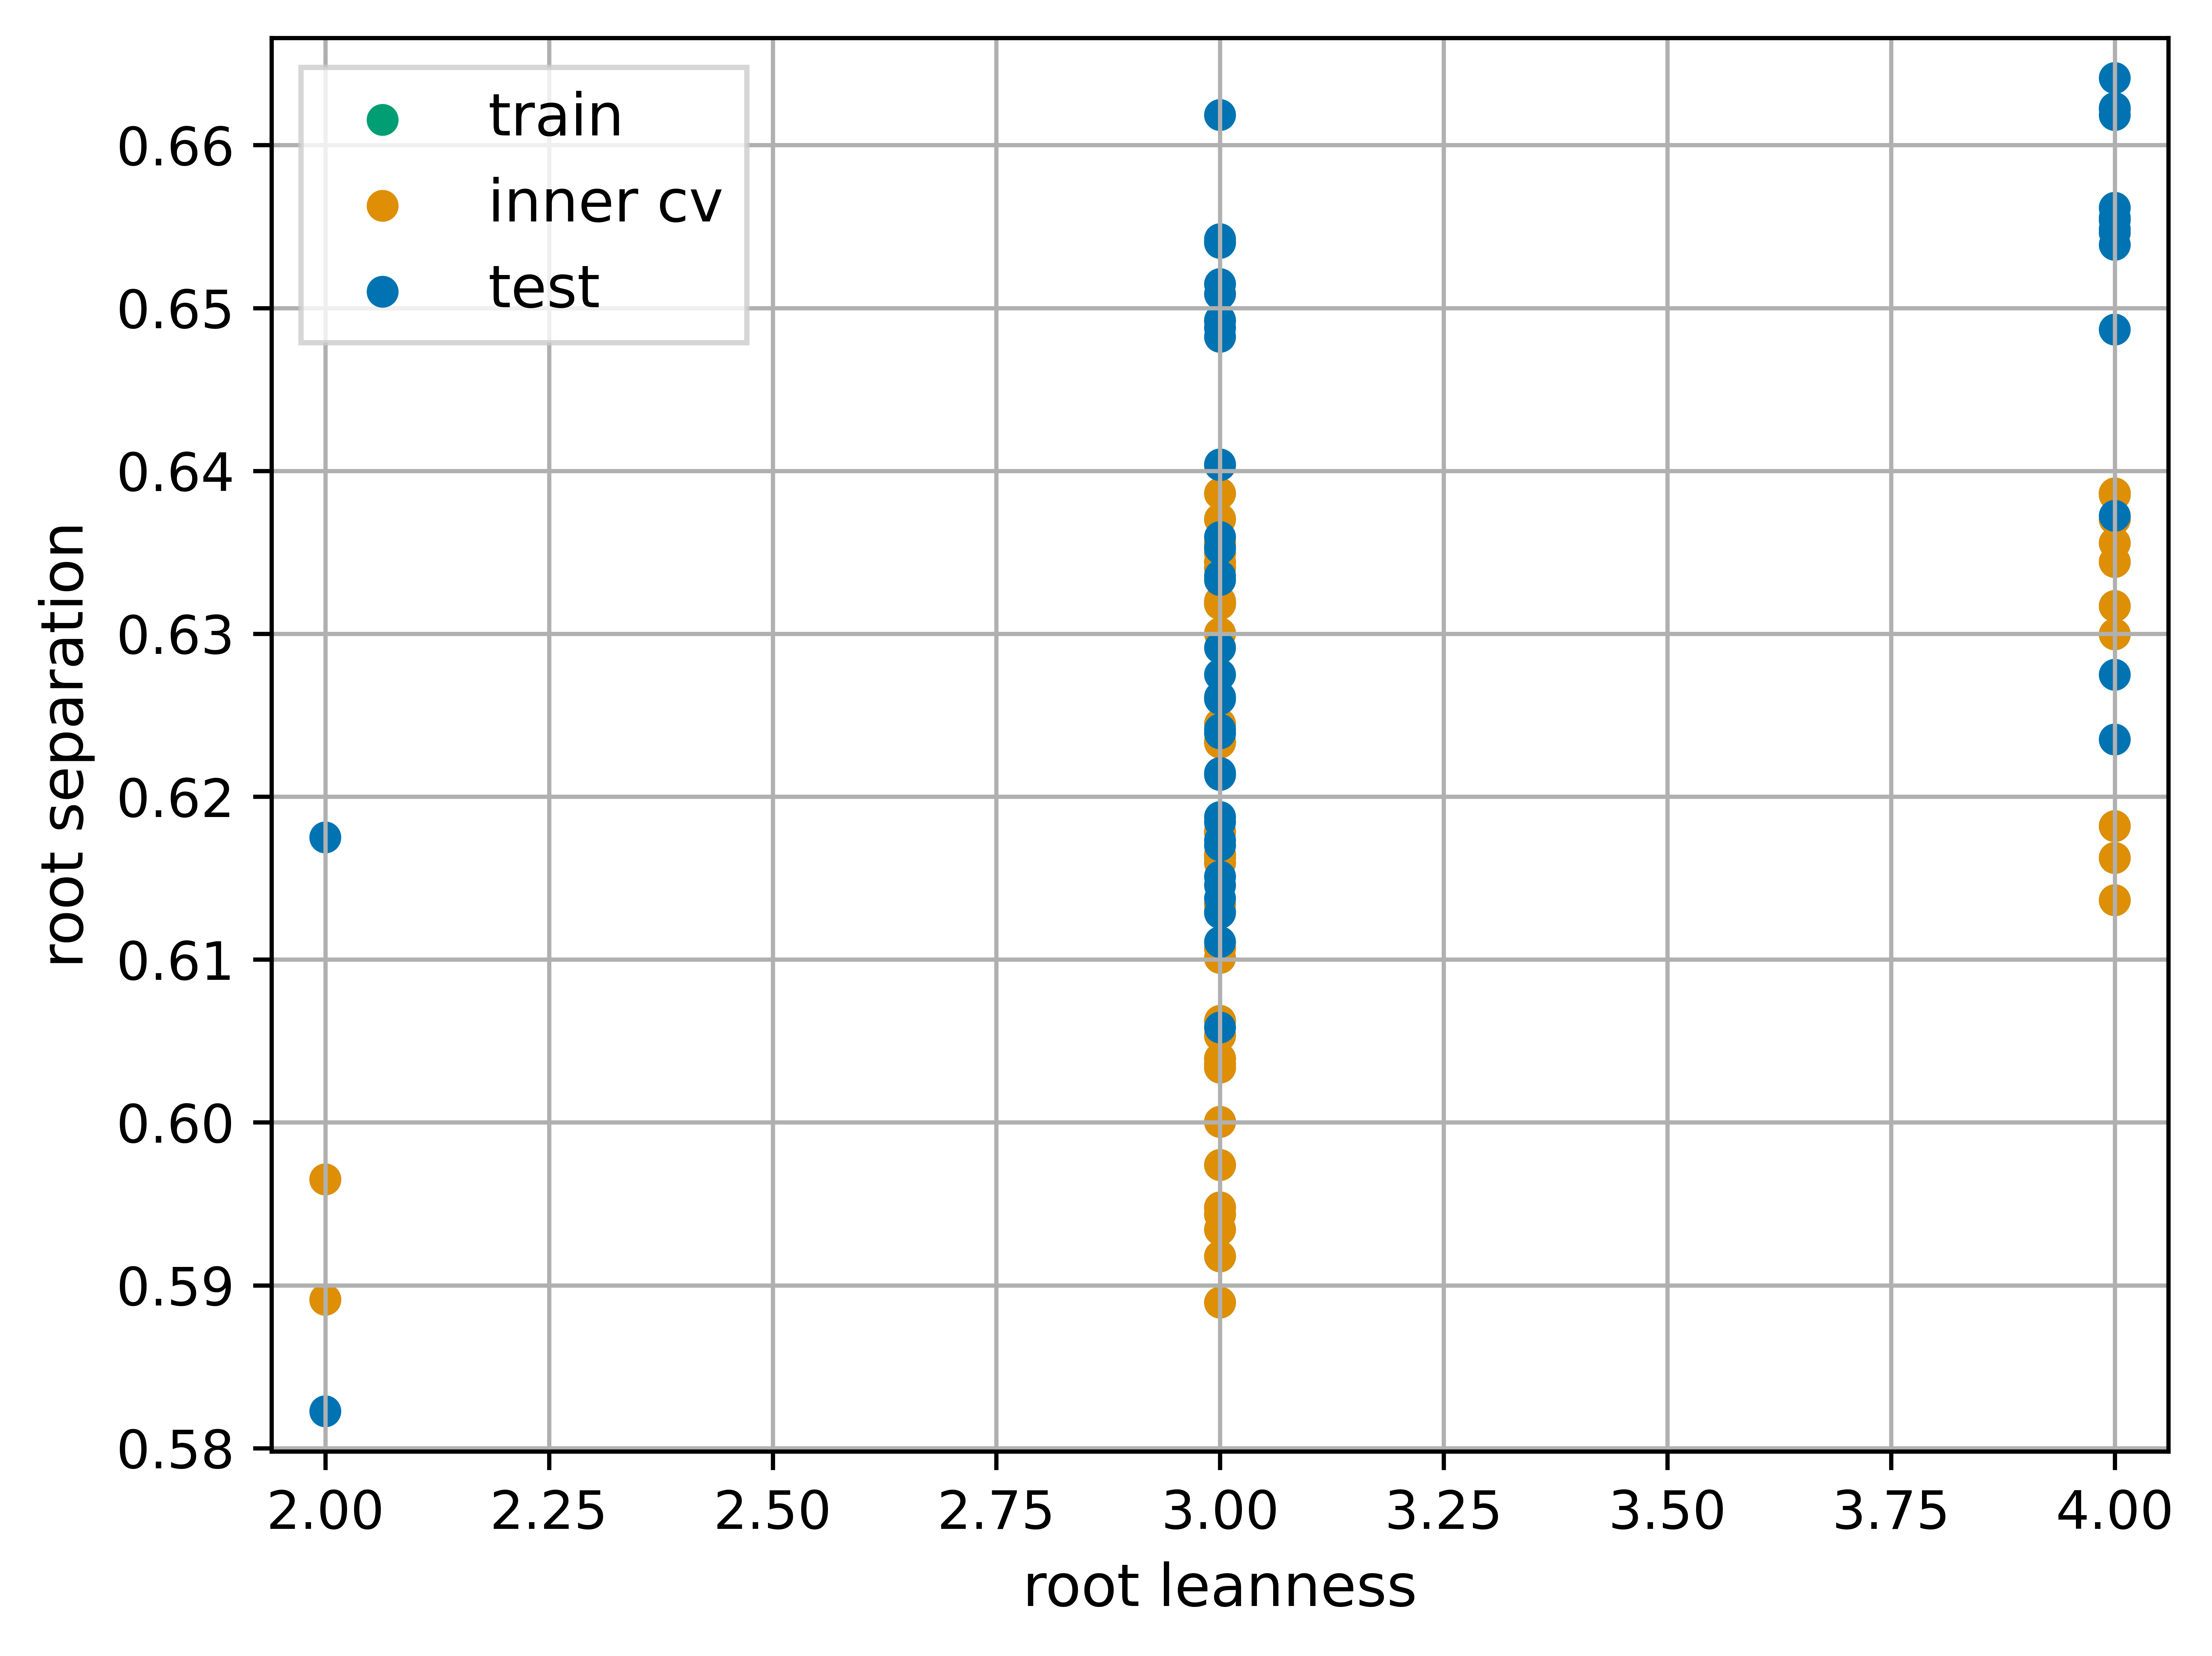 train
inner cv
test
0.66
0.65
0.64
0.63
0.62
0.61
0.60
0.59
0.58
root separation
2.00 2.25 2.50 2.75 3.00 3.25 3.50 3.75 4.00
root leanness